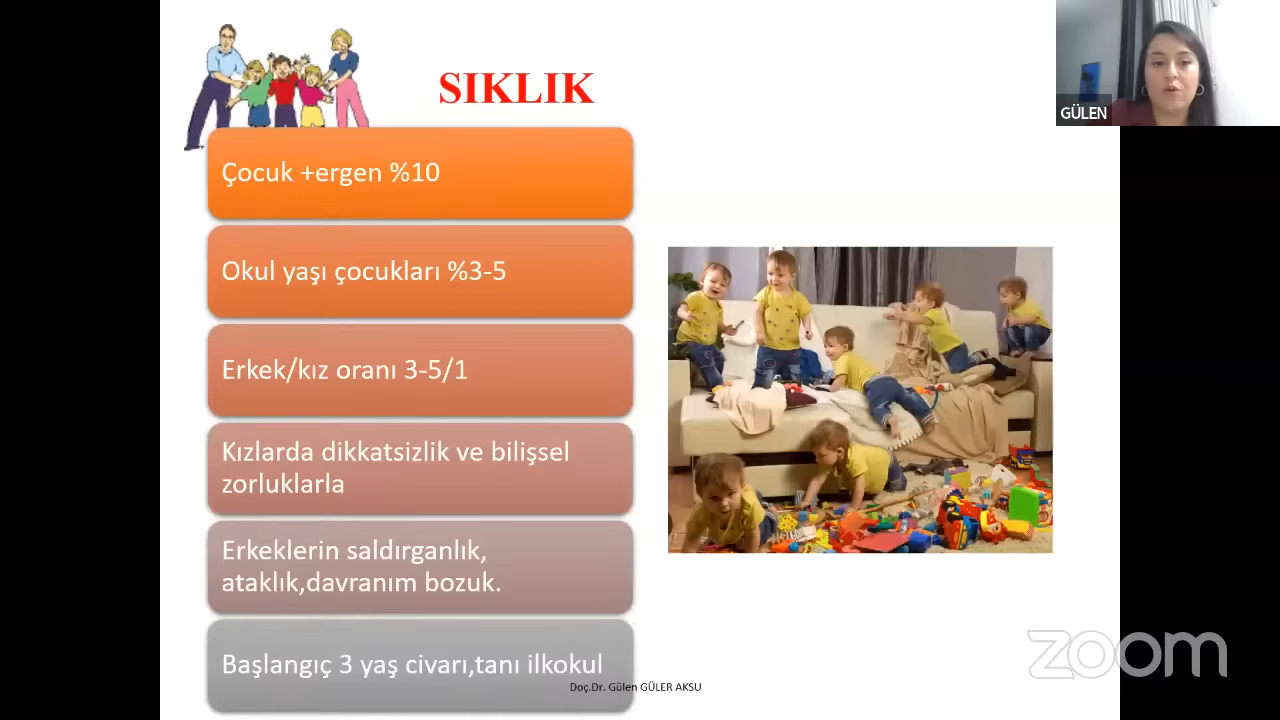 SIKLIK
GÜLEN
Çocuk +ergen %10
Okul yaşı çocukları %3-5
Erkek/kız oranı 3-5/1
Kızlarda dikkatsizlik ve bilişsel
zorluklarla
Erkeklerin saldırganlık,
ataklık,davranım bozuk.
Başlangıç 3 yaş civarı,tanı ilkokul
Doç.Dr. Gülen GÜLER AKSU
zoom